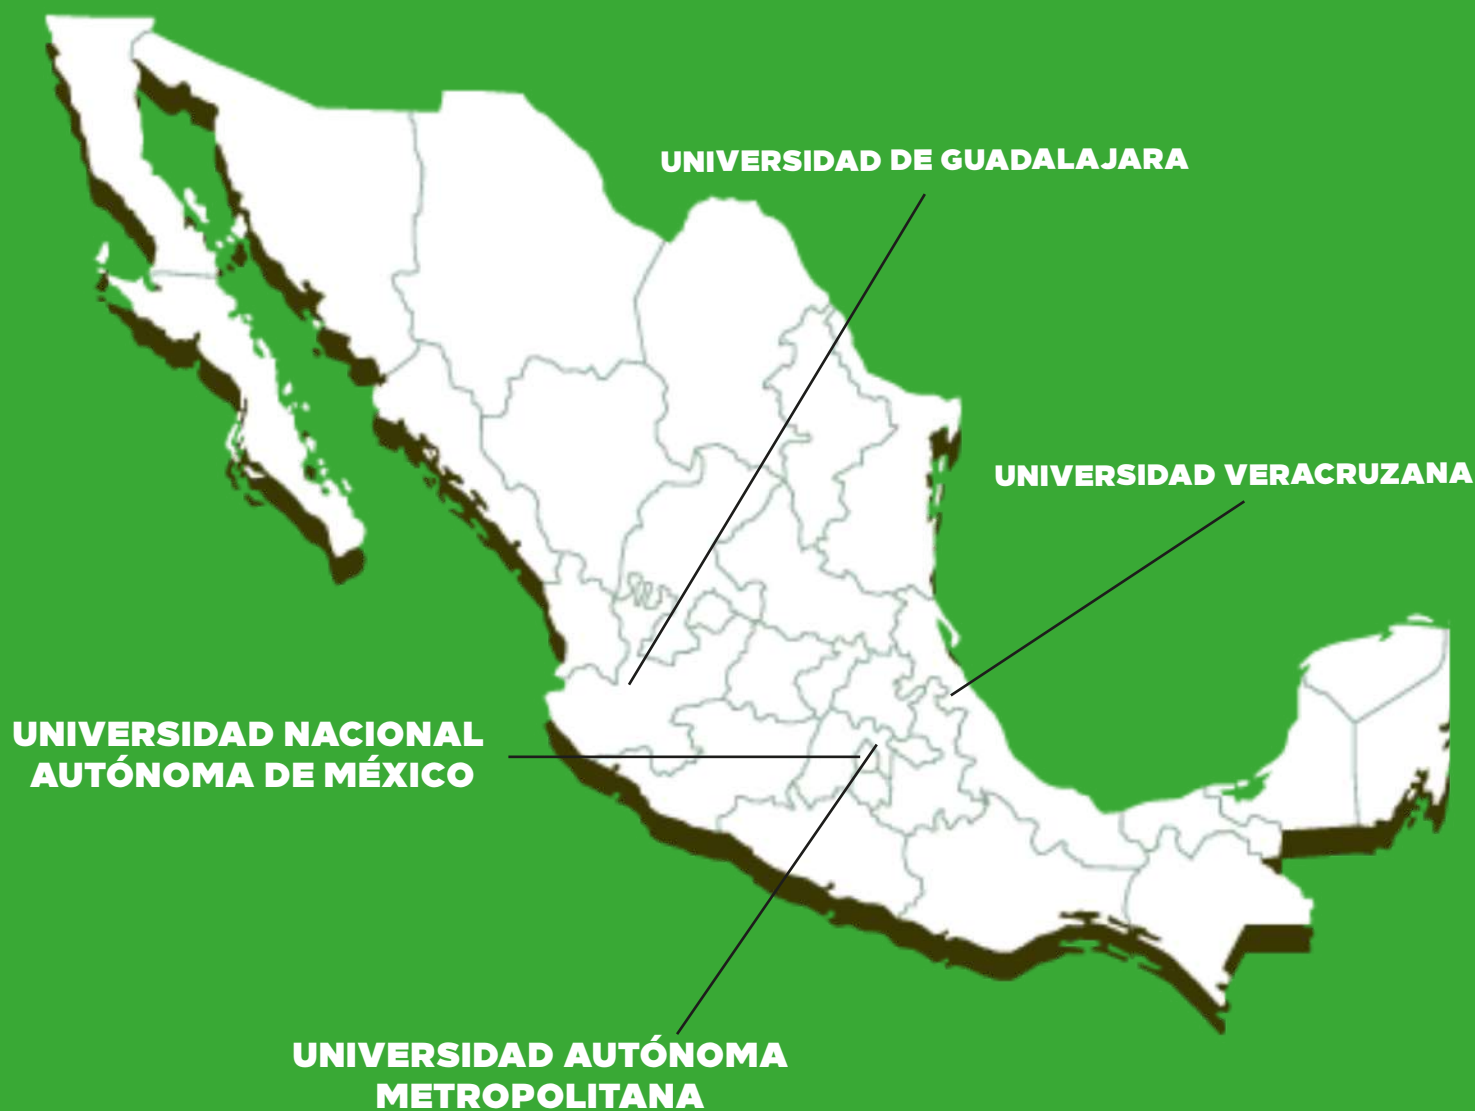 UNIVERSIDAD DE GUADALAJARA
UNIVERSIDAD VERACRUZANA
UNIVERSIDAD NACIONAL
AUTÓNOMA DE MÉXICO
UNIVERSIDAD AUTÓNOMA
METROPOLITANA